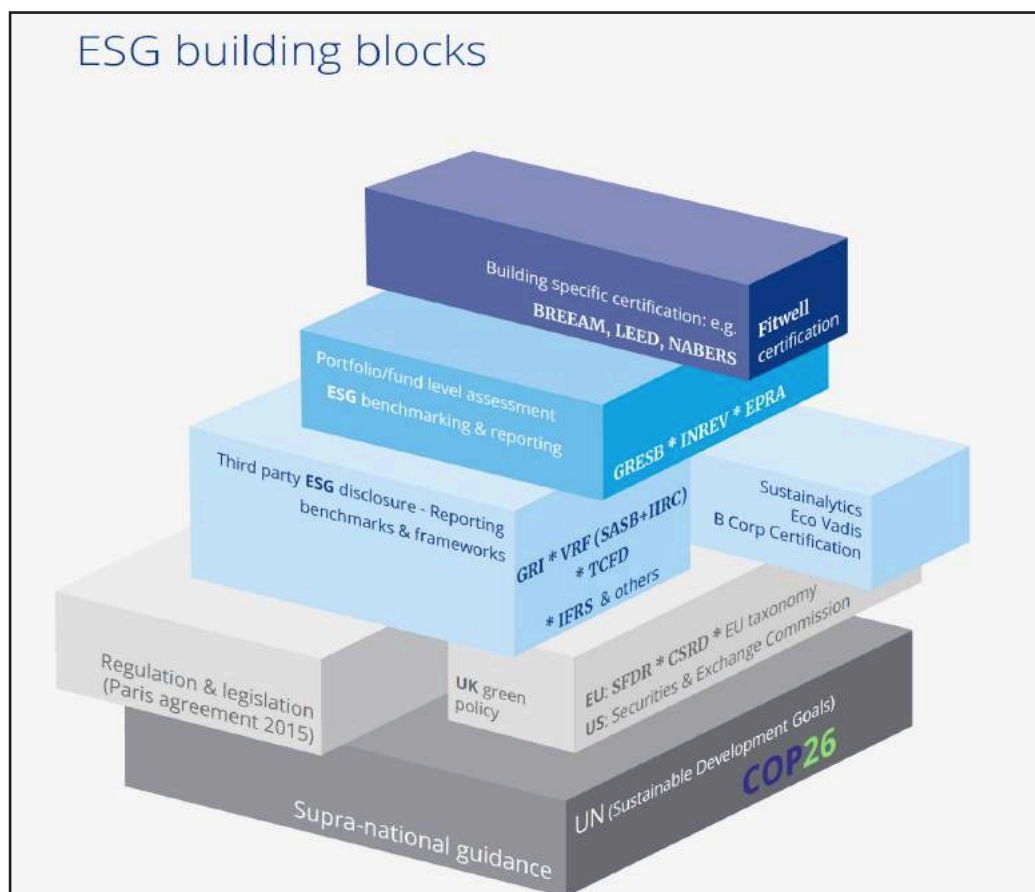 ESG building blocks
Building specific certification: e.g.
BREEAM, LEED, NABERS
Fitwell
certification
Portfolio/fund level assessment
ESG benchmarking & reporting
GRESB * INREV * EPRA
Third party ESG disclosure - Reporting
benchmarks & frameworks
GRI * VRF (SASB+IIRC)
* TCFD
* IFRS & others
Sustainalytics
Eco Vadis
B Corp Certification
Regulation & legislation
(Paris agreement 2015)
UK green
policy
EU: SFDR * CSRD * EU taxonomy
US: Securities & Exchange Commission
Supra-national guidance
UN (Sustainable Development Goals)
COP26